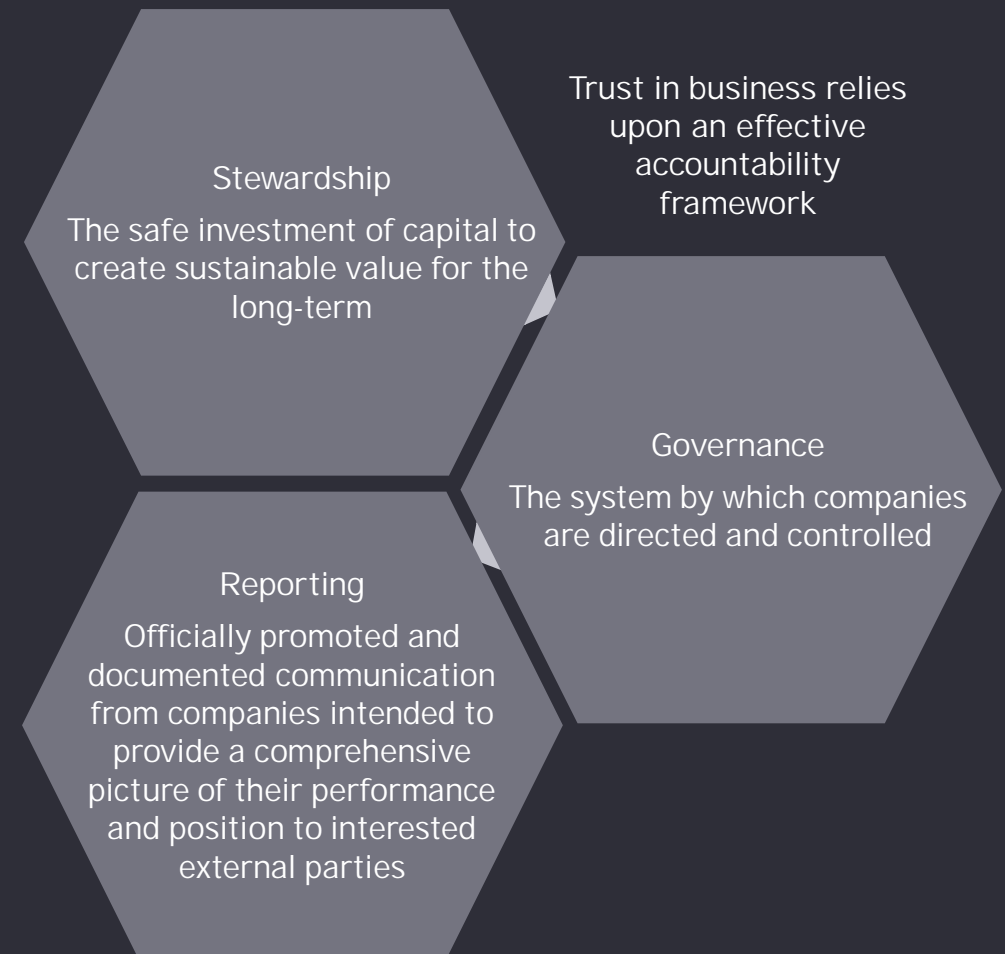 Stewardship
The safe investment of capital to
create sustainable value for the
long-term
Trust in business relies
upon an effective
accountability
framework
Governance
The system by which companies
are directed and controlled
Reporting
Officially promoted and
documented communication
from companies intended to
provide a comprehensive
picture of their performance
and position to interested
external parties